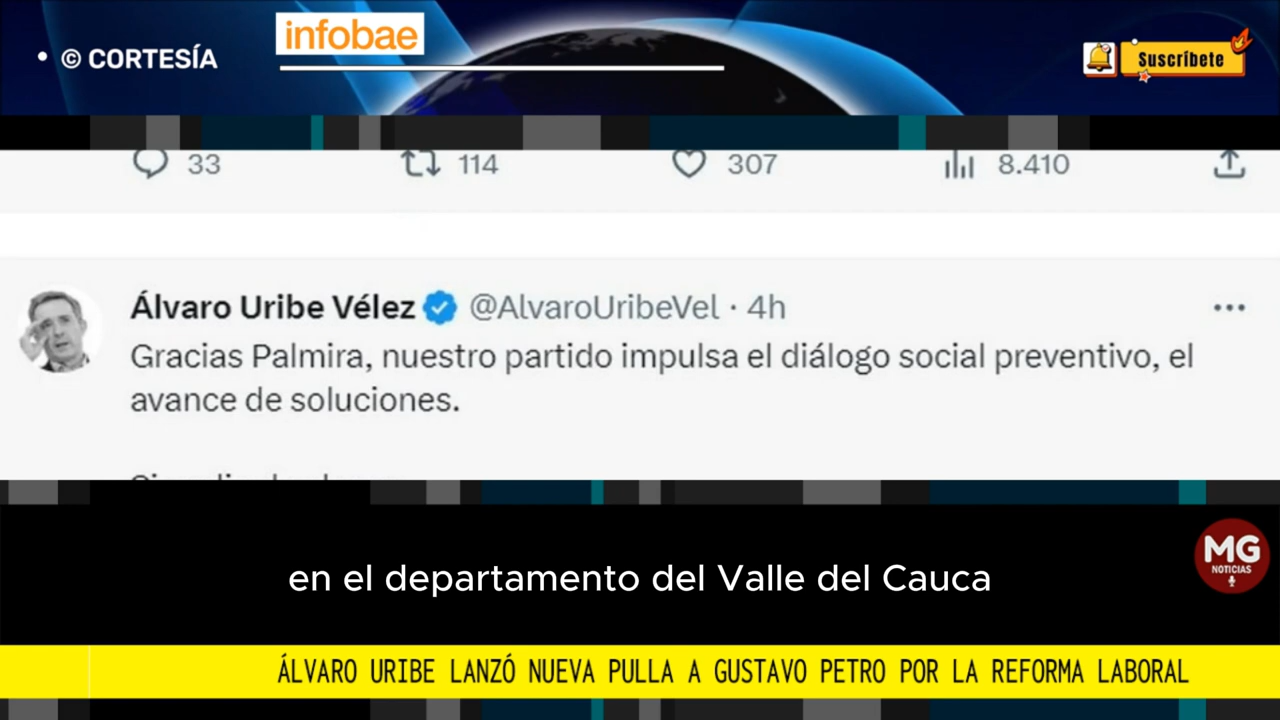 © CORTESÍA
infobae
Suscríbete
33 114 307 8.410
Álvaro Uribe Vélez @AlvaroUribeVel · 4h
Gracias Palmira, nuestro partido impulsa el diálogo social preventivo, el
avance de soluciones.
en el departamento del Valle del Cauca
MG
NOTICIAS
ÁLVARO URIBE LANZÓ NUEVA PULLA A GUSTAVO PETRO POR LA REFORMA LABORAL